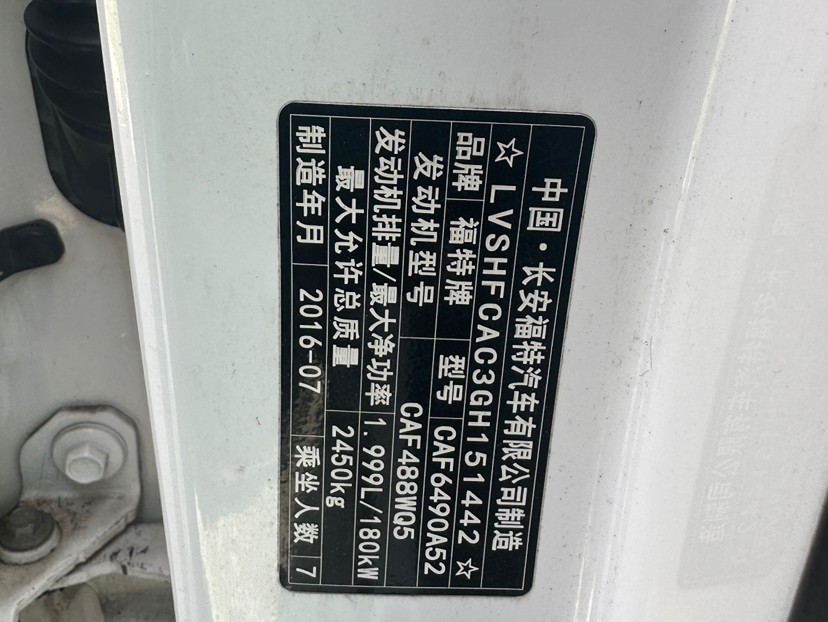 中国·长安福特汽车有限公司制造
☆LVSHFCAC3GH151442☆
品牌 福特牌 型号 CAF6490A52
发动机型号 CAF488WQ5
发动机排量/最大净功率 1.999L/180kW
最大允许总质量 2450kg
制造年月 2016-07 乘坐人数 7